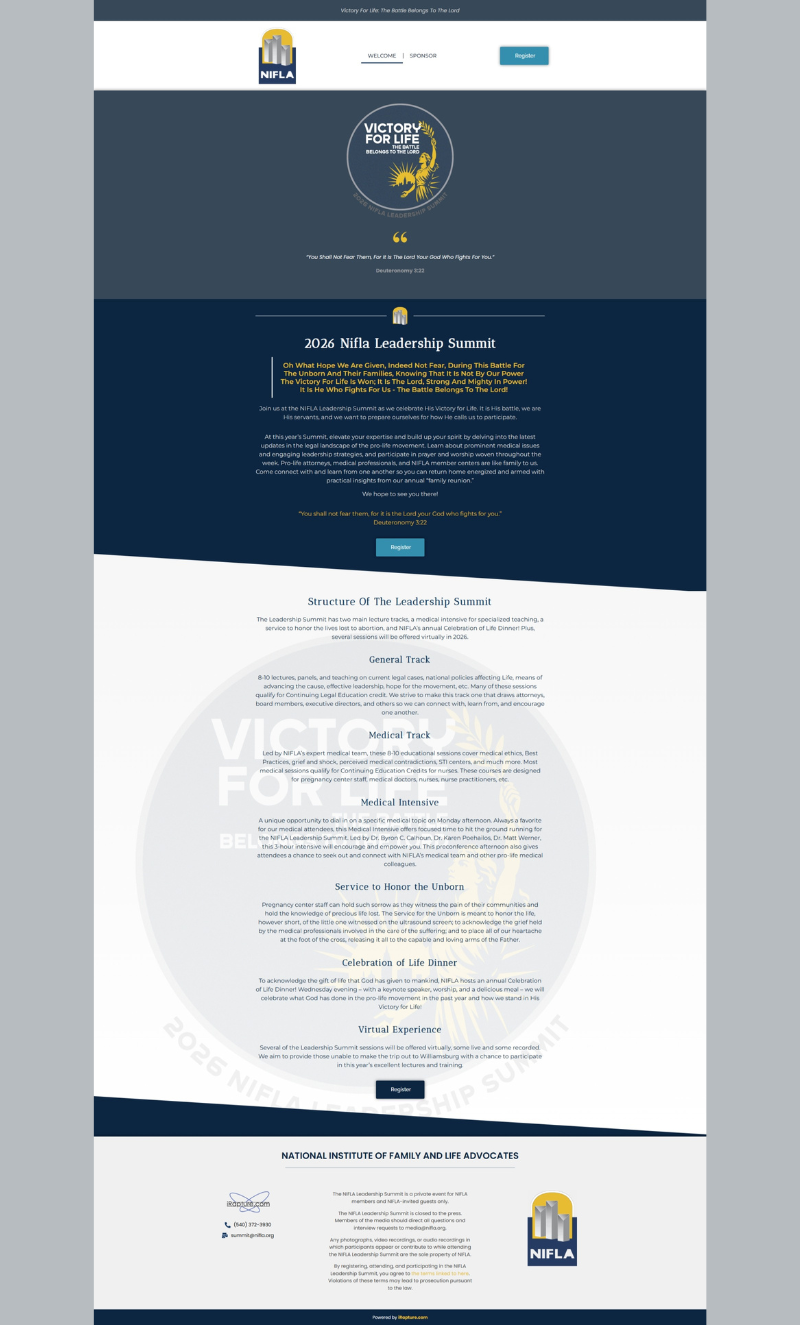 Victory For Life: The Battle Belongs To The Lord
NIFLA
WELCOME | SPONSOR
Register
VICTORY
FOR LIFE
THE BATTLE
BELONGS TO THE LORD
2026 NIFLA LEADERSHIP SUMMIT
“You Shall Not Fear Them, For It Is The Lord Your God Who Fights For You.”
Deuteronomy 3:22
2026 Nifla Leadership Summit
Oh What Hope We Are Given, Indeed Not Fear, During This Battle For
The Unborn And Their Families, Knowing That It Is Not By Our Power
The Victory For Life Is Won; It Is The Lord, Strong And Mighty In Power!
It Is He Who Fights For Us - The Battle Belongs To The Lord!
Join us at the NIFLA Leadership Summit as we celebrate His Victory for Life. It is His battle, we are
His servants, and we want to prepare ourselves for how He calls us to participate.
At this year’s Summit, elevate your expertise and build up your spirit by delving into the latest
updates in the legal landscape of the pro-life movement. Learn about prominent medical issues
and engaging leadership strategies, and participate in prayer and worship woven throughout the
week. Pro-life attorneys, medical professionals, and NIFLA member centers are like family to us.
Come connect with and learn from one another so you can return home energized and armed with
practical insights from our annual “family reunion.”
We hope to see you there!
“You shall not fear them, for it is the Lord your God who fights for you.”
Deuteronomy 3:22
Register
Structure Of The Leadership Summit
The Leadership Summit has two main lecture tracks, a medical intensive for specialized teaching, a
service to honor the lives lost to abortion, and NIFLA’s annual Celebration of Life Dinner! Plus,
several sessions will be offered virtually in 2026.
General Track
8-10 lectures, panels, and teaching on current legal cases, national policies affecting Life, means of
advancing the cause, effective leadership, hope for the movement, etc. Many of these sessions
qualify for Continuing Legal Education credit. We strive to make this track one that draws attorneys,
board members, executive directors, and others so we can connect with, learn from, and encourage
one another.
Medical Track
Led by NIFLA’s expert medical team, these 8-10 educational sessions cover medical ethics, Best
Practices, grief and shock, perceived medical contradictions, STI centers, and much more. Most
medical sessions qualify for Continuing Education Credits for nurses. These courses are designed
for pregnancy center staff, medical doctors, nurses, nurse practitioners, etc.
Medical Intensive
A unique opportunity to dial in on a specific medical topic on Monday afternoon. Always a favorite
for our medical attendees, this Medical Intensive offers focused time to hit the ground running for
the NIFLA Leadership Summit. Led by Dr. Byron C. Calhoun, Dr. Karen Poehailos, Dr. Matt Werner,
this 3-hour intensive will encourage and empower you. This preconference afternoon also gives
attendees a chance to seek out and connect with NIFLA’s medical team and other pro-life medical
colleagues.
Service to Honor the Unborn
Pregnancy center staff can hold such sorrow as they witness the pain of their communities and
hold the knowledge of precious life lost. The Service for the Unborn is meant to honor the life,
however short, of the little one witnessed on the ultrasound screen; to acknowledge the grief held
by the medical professionals involved in the care of the suffering; and to place all of our heartache
at the foot of the cross, releasing it all to the capable and loving arms of the Father.
Celebration of Life Dinner
To acknowledge the gift of life that God has given to mankind, NIFLA hosts an annual Celebration
of Life Dinner! Wednesday evening – with a keynote speaker, worship, and a delicious meal – we will
celebrate what God has done in the pro-life movement in the past year and how we stand in His
Victory for Life!
Virtual Experience
Several of the Leadership Summit sessions will be offered virtually, some live and some recorded.
We aim to provide those unable to make the trip out to Williamsburg with a chance to participate
in this year’s excellent lectures and training.
Register
VICTORY
FOR LIFE
THE BATTLE
2026 NIFLA LEADERSHIP SUMMIT
NATIONAL INSTITUTE OF FAMILY AND LIFE ADVOCATES
iRapture.com
(540) 372-3930
summit@nifla.org
The NIFLA Leadership Summit is a private event for NIFLA
members and NIFLA-invited guests only.
The NIFLA Leadership Summit is closed to the press.
Members of the media should direct all questions and
interview requests to media@nifla.org.
Any photographs, video recordings, or audio recordings in
which participants appear or contribute to while attending
the NIFLA Leadership Summit are the sole property of NIFLA.
By registering, attending, and participating in the NIFLA
Leadership Summit, you agree to the terms linked to here.
Violations of these terms may lead to prosecution pursuant
to the law.
NIFLA
Powered by iRapture.com